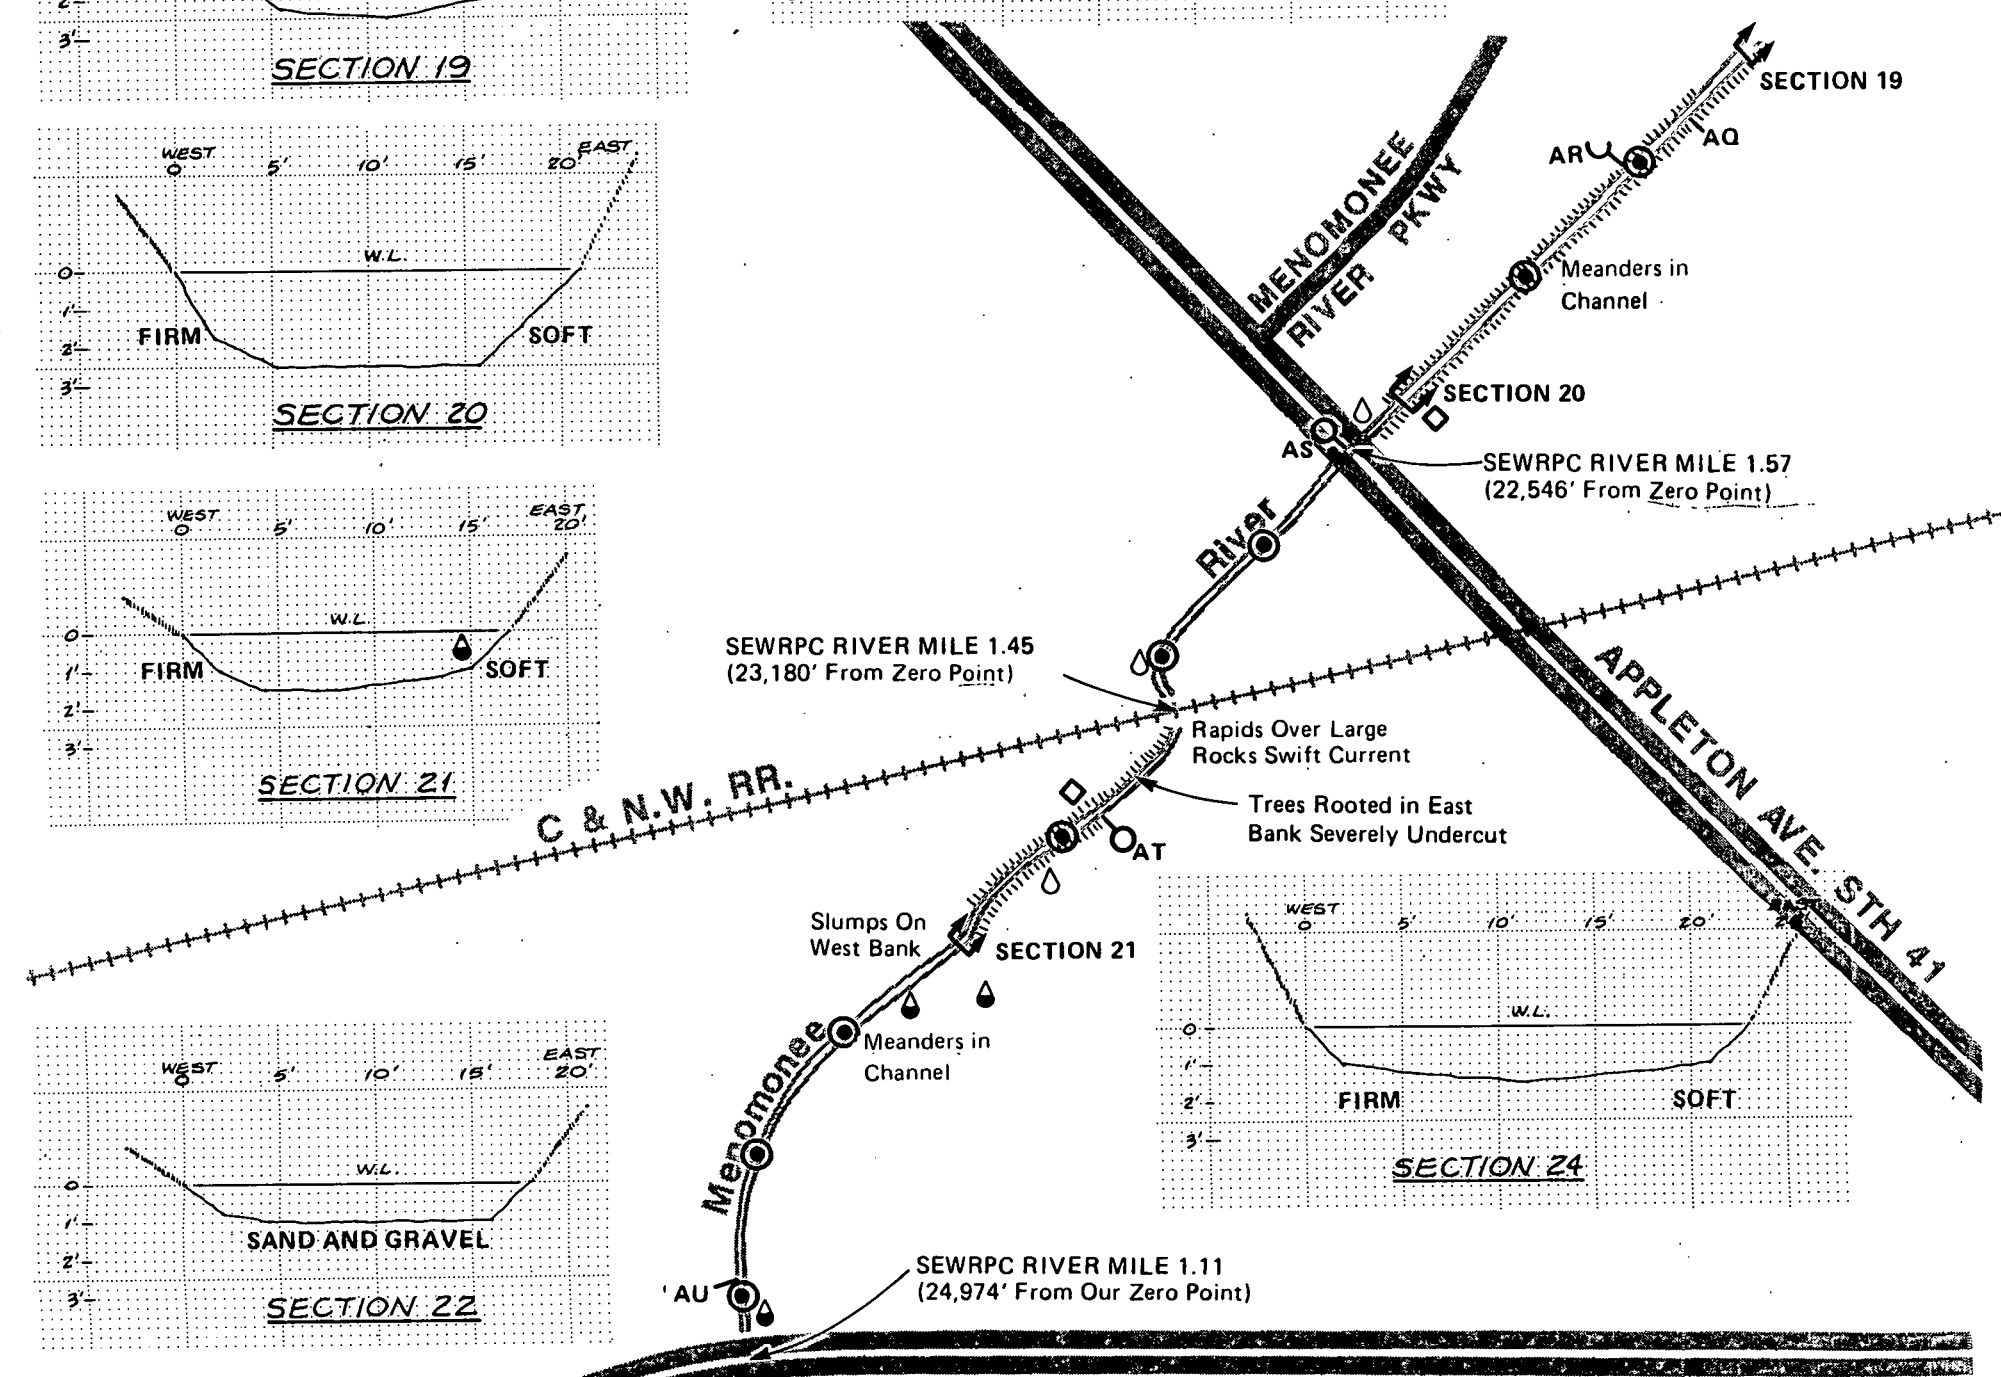 2'
3'
SECTION 19
WEST EAST
0 5' 10' 15' 20'
W.L.
0
1'
2'
3'
FIRM SOFT
SECTION 20
WEST EAST
0 5' 10' 15' 20'
W.L.
0
1'
2'
3'
FIRM SOFT
SECTION 21
WEST EAST
0 5' 10' 15' 20'
W.L.
0
1'
2'
3'
SAND AND GRAVEL
SECTION 22
SECTION 19
AQ
AR
MENOMONEE
RIVER PKWY
Meanders in
Channel
SECTION 20
AS
SEWRPC RIVER MILE 1.57
(22,546' From Zero Point)
River
SEWRPC RIVER MILE 1.45
(23,180' From Zero Point)
Rapids Over Large
Rocks Swift Current
C & N.W. RR.
Trees Rooted in East
Bank Severely Undercut
AT
APPLETON AVE. STH 41
Slumps On
West Bank
SECTION 21
Meanders in
Channel
Menomonee
AU
SEWRPC RIVER MILE 1.11
(24,974' From Our Zero Point)
WEST
0 5' 10' 15' 20'
W.L.
0
1'
2'
3'
FIRM SOFT
SECTION 24